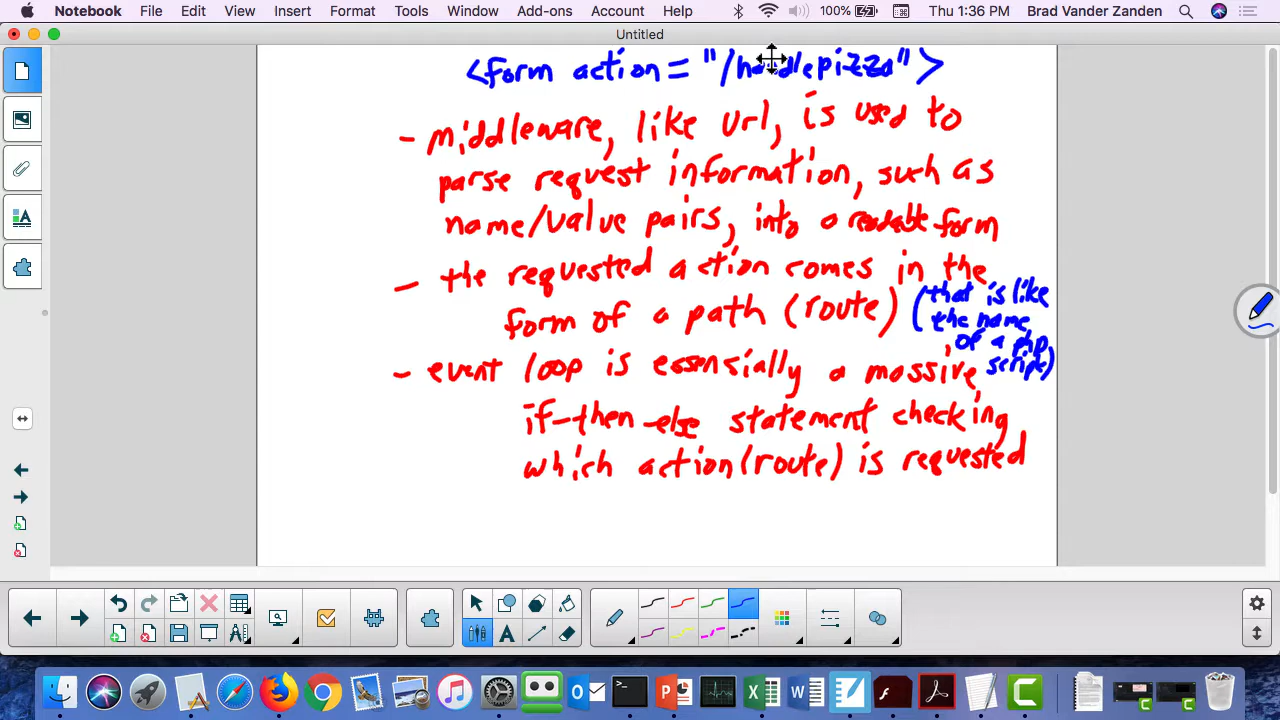 Notebook File Edit View Insert Format Tools Window Add-ons Account Help 100% Thu 1:36 PM Brad Vander Zanden
Untitled
<form action = "/handlepizza">
- middleware, like url, is used to
parse request information, such as
name/value pairs, into a readable form
- the requested action comes in the
form of a path (route) (that is like
the name
of a php
script)
- event loop is essensially a massive
if-then-else statement checking
which action(route) is requested